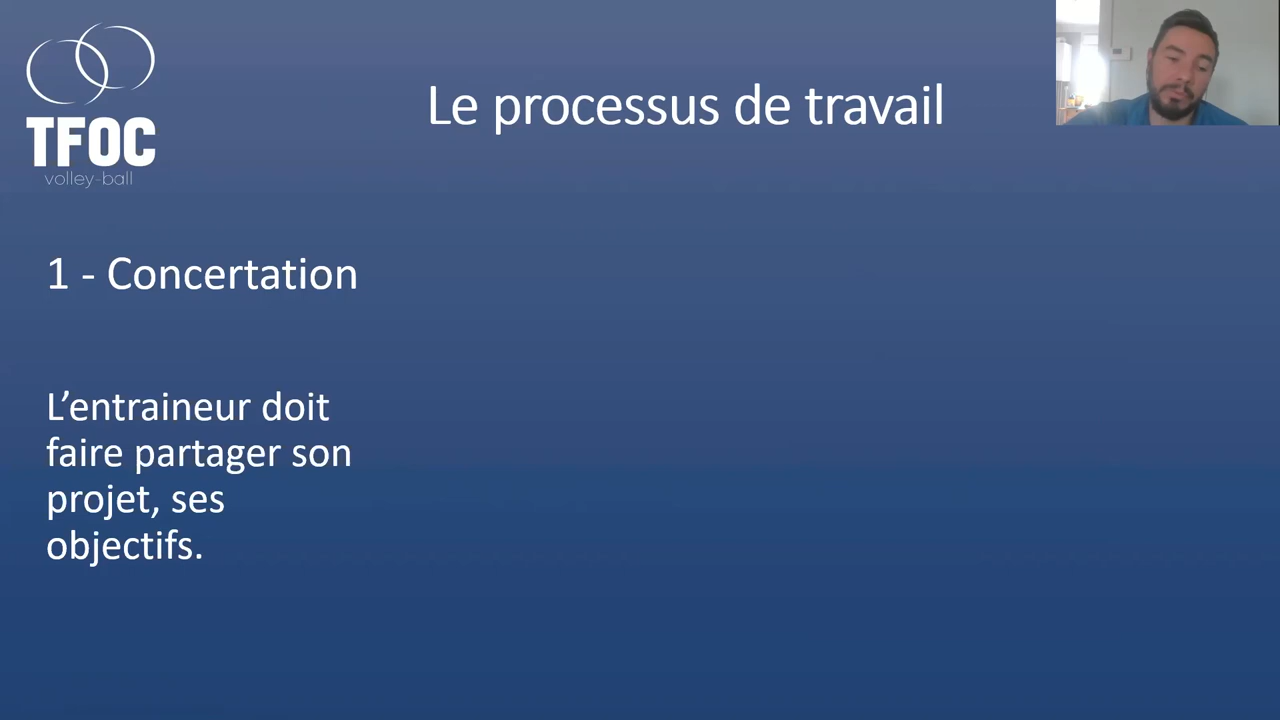 TFOC
volley-ball
Le processus de travail
1 - Concertation
L’entraineur doit
faire partager son
projet, ses
objectifs.